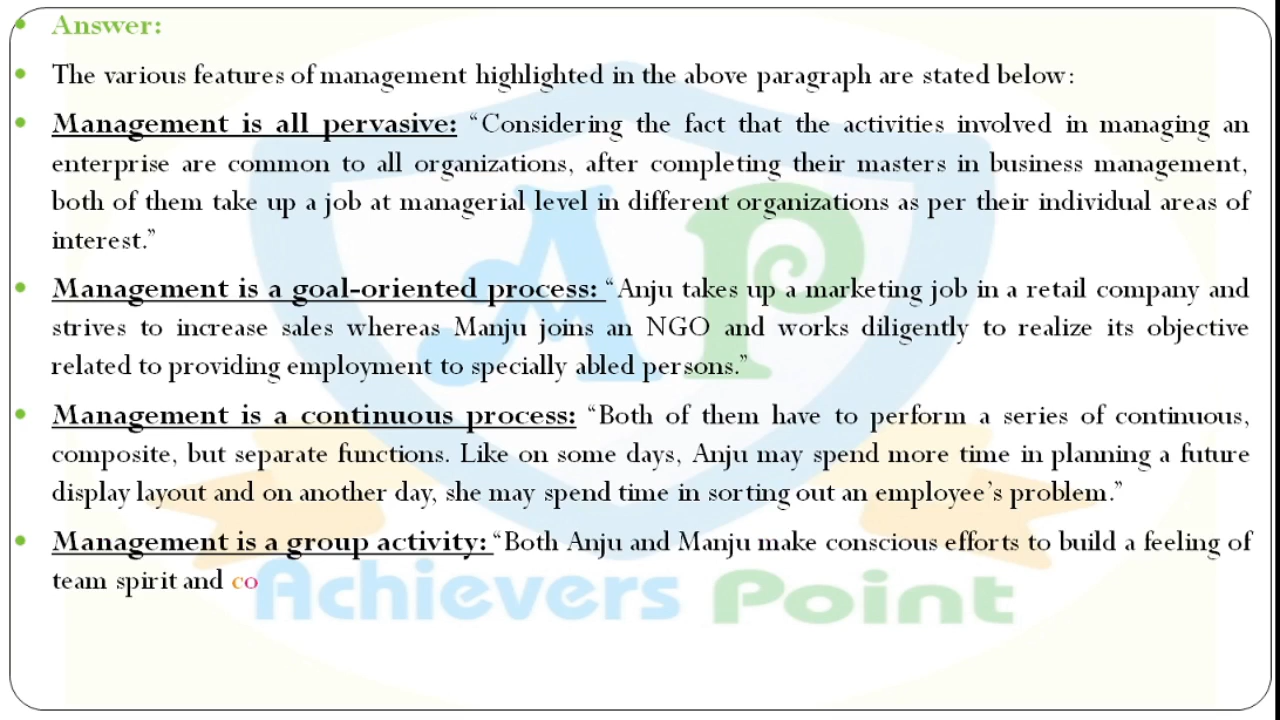 Answer:
The various features of management highlighted in the above paragraph are stated below:
Management is all pervasive: “Considering the fact that the activities involved in managing an
enterprise are common to all organizations, after completing their masters in business management,
both of them take up a job at managerial level in different organizations as per their individual areas of
interest.”
Management is a goal-oriented process: “Anju takes up a marketing job in a retail company and
strives to increase sales whereas Manju joins an NGO and works diligently to realize its objective
related to providing employment to specially abled persons.”
Management is a continuous process: “Both of them have to perform a series of continuous,
composite, but separate functions. Like on some days, Anju may spend more time in planning a future
display layout and on another day, she may spend time in sorting out an employee’s problem.”
Management is a group activity: “Both Anju and Manju make conscious efforts to build a feeling of
team spirit and co
AP
Achievers Point